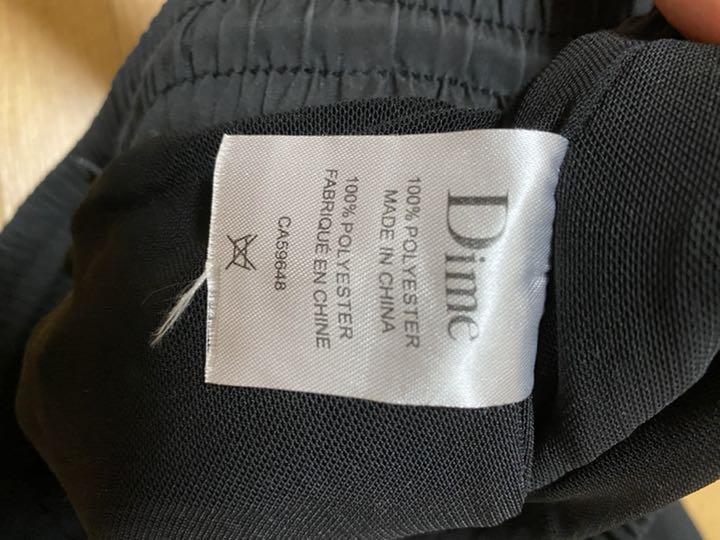 Dime
100% POLYESTER
MADE IN CHINA
100% POLYESTER
FABRIQUE EN CHINE
CA59648